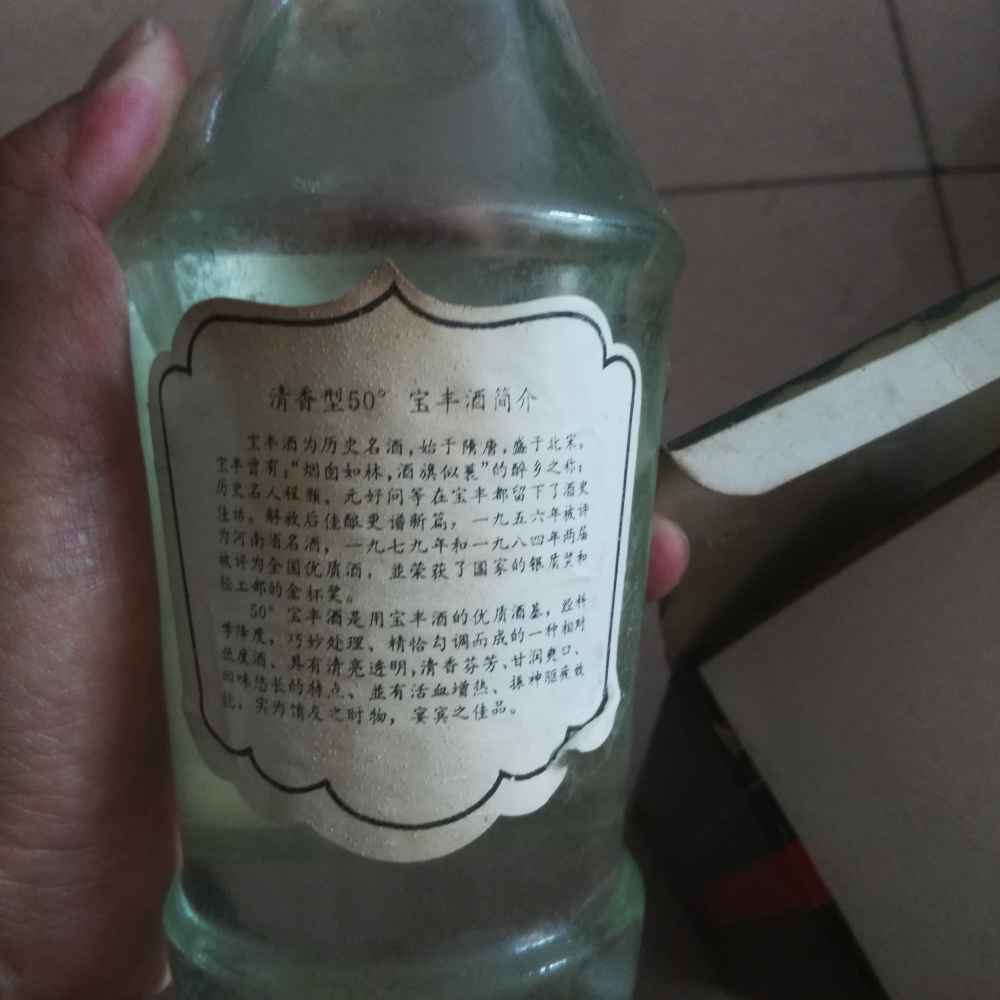 清香型50°宝丰酒简介
宝丰酒为历史名酒,始于隋唐,盛于北宋,
宝丰曾有:“烟囱如林,酒旗似蓑”的醉乡之称;
历史名人程颢、元好问等在宝丰都留下了酒史
佳话。解放后佳酿更谱新篇,一九五六年被评
为河南省名酒,一九七九年和一九八四年两届
被评为全国优质酒,並荣获了国家的银质奖和
轻工部的金杯奖。
50°宝丰酒是用宝丰酒的优质酒基,经科
学降度,巧妙处理、精恰勾调而成的一种相对
低度酒、具有清亮透明,清香芬芳、甘润爽口、
回味悠长的特点、並有活血增热、振神驱疲效
能,实为馈友之时物,宴宾之佳品。